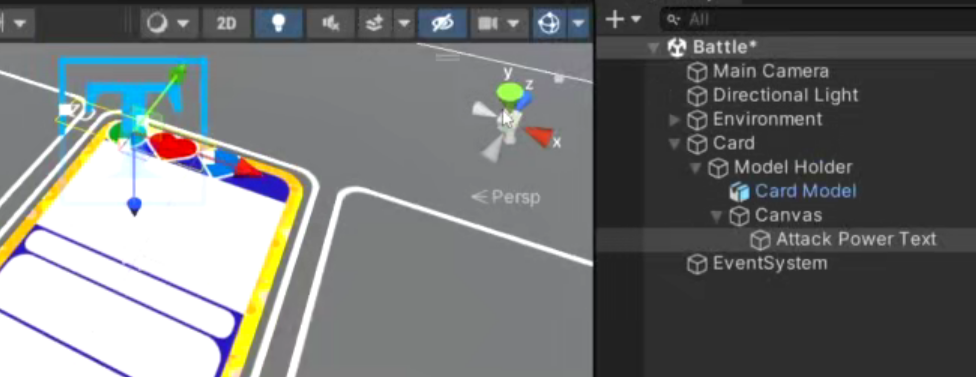 2D
All
Battle*
Main Camera
Directional Light
Environment
Card
Model Holder
Card Model
Canvas
Attack Power Text
EventSystem
y
z
x
Persp
T